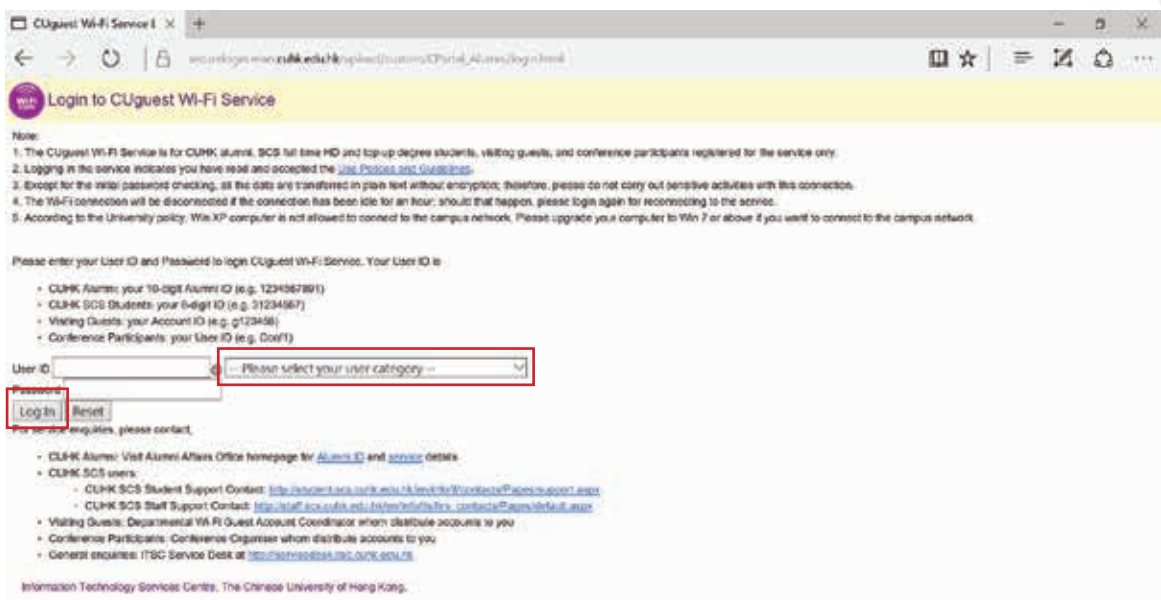 CUguest Wi-Fi Service L
cuhk.edu.hk
WiFi
Login to CUguest Wi-Fi Service
Note:
1. The CUguest Wi-Fi Service is for CUHK alumni, SCS full time HD and top-up degree students, visiting guests, and conference participants registered for the service only.
2. Logging in the service indicates you have read and accepted the Use Polices and Guidelines.
3. Except for the initial password checking, all the data are transferred in plain text without encryption; therefore, please do not carry out sensitive activities with this connection.
4. The Wi-Fi connection will be disconnected if the connection has been idle for an hour; should that happen, please login again for reconnecting to the service.
5. According to the University policy, Win XP computer is not allowed to connect to the campus network. Please upgrade your computer to Win 7 or above if you want to connect to the campus network.
Please enter your User ID and Password to login CUguest Wi-Fi Service. Your User ID is
• CUHK Alumni: your 10-digit Alumni ID (e.g. 1234567891)
• CUHK SCS Students: your 8-digit ID (e.g. 31234567)
• Visiting Guests: your Account ID (e.g. g123456)
• Conference Participants: your User ID (e.g. Conf1)
User ID @ -- Please select your user category --
Password
Log In Reset
For service enquiries, please contact,
• CUHK Alumni: Visit Alumni Affairs Office homepage for Alumni ID and service details
• CUHK SCS users:
• CUHK SCS Student Support Contact:
• CUHK SCS Staff Support Contact:
• Visiting Guests: Departmental Wi-Fi Guest Account Coordinator whom distribute accounts to you
• Conference Participants: Conference Organiser whom distribute accounts to you
• General enquiries: ITSC Service Desk at
Information Technology Services Centre, The Chinese University of Hong Kong.